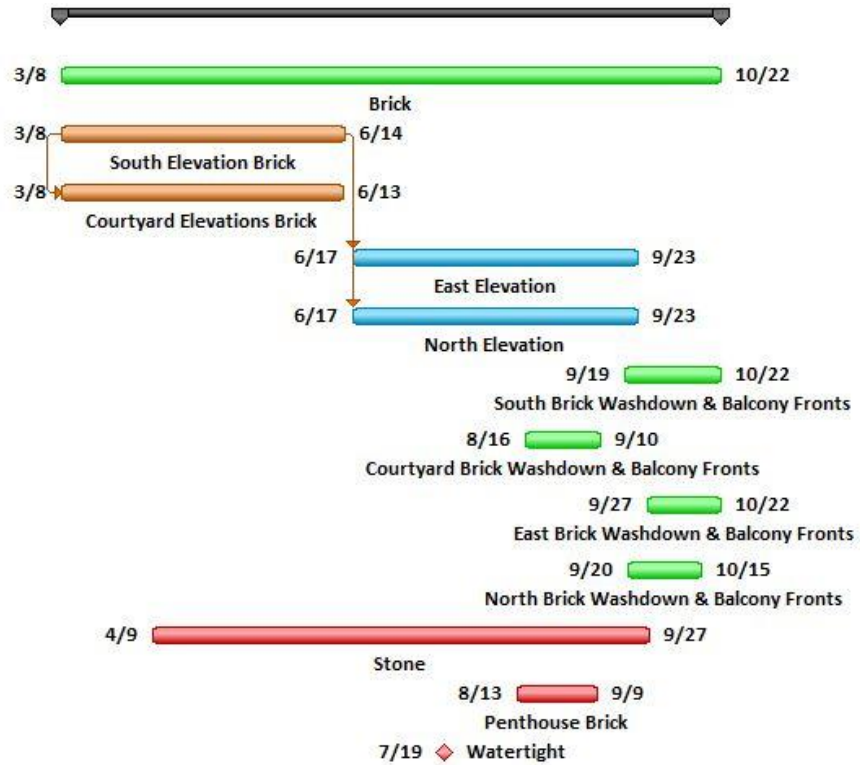 3/8 10/22
Brick
3/8 6/14
South Elevation Brick
3/8 6/13
Courtyard Elevations Brick
6/17 9/23
East Elevation
6/17 9/23
North Elevation
9/19 10/22
South Brick Washdown & Balcony Fronts
8/16 9/10
Courtyard Brick Washdown & Balcony Fronts
9/27 10/22
East Brick Washdown & Balcony Fronts
9/20 10/15
North Brick Washdown & Balcony Fronts
4/9 9/27
Stone
8/13 9/9
Penthouse Brick
7/19 Watertight